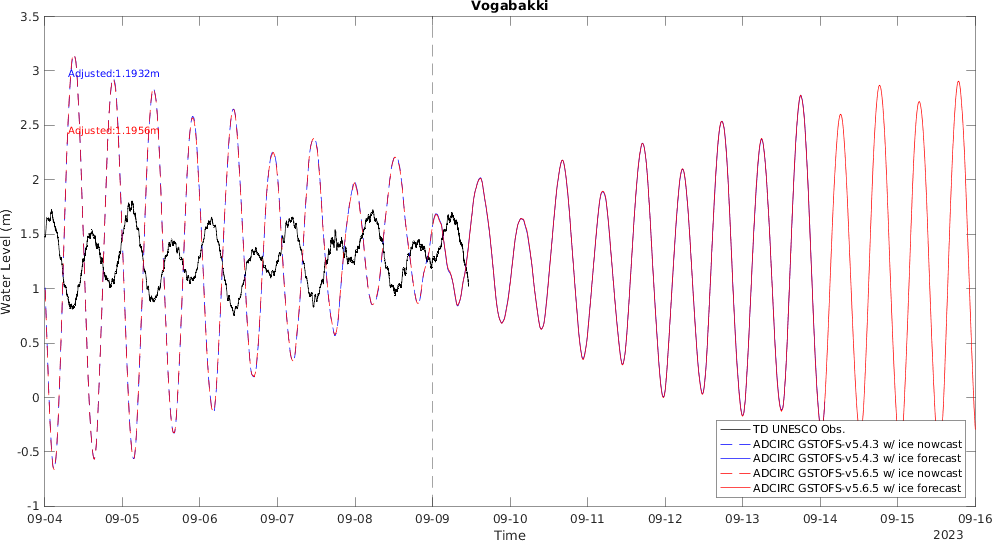 Vogabakki
3.5
3
2.5
2
1.5
1
0.5
0
-0.5
-1
Water Level (m)
Adjusted:1.1932m
Adjusted:1.1956m
TD UNESCO Obs.
ADCIRC GSTOFS-v5.4.3 w/ ice nowcast
ADCIRC GSTOFS-v5.4.3 w/ ice forecast
ADCIRC GSTOFS-v5.6.5 w/ ice nowcast
ADCIRC GSTOFS-v5.6.5 w/ ice forecast
09-04 09-05 09-06 09-07 09-08 09-09 09-10 09-11 09-12 09-13 09-14 09-15 09-16
Time
2023